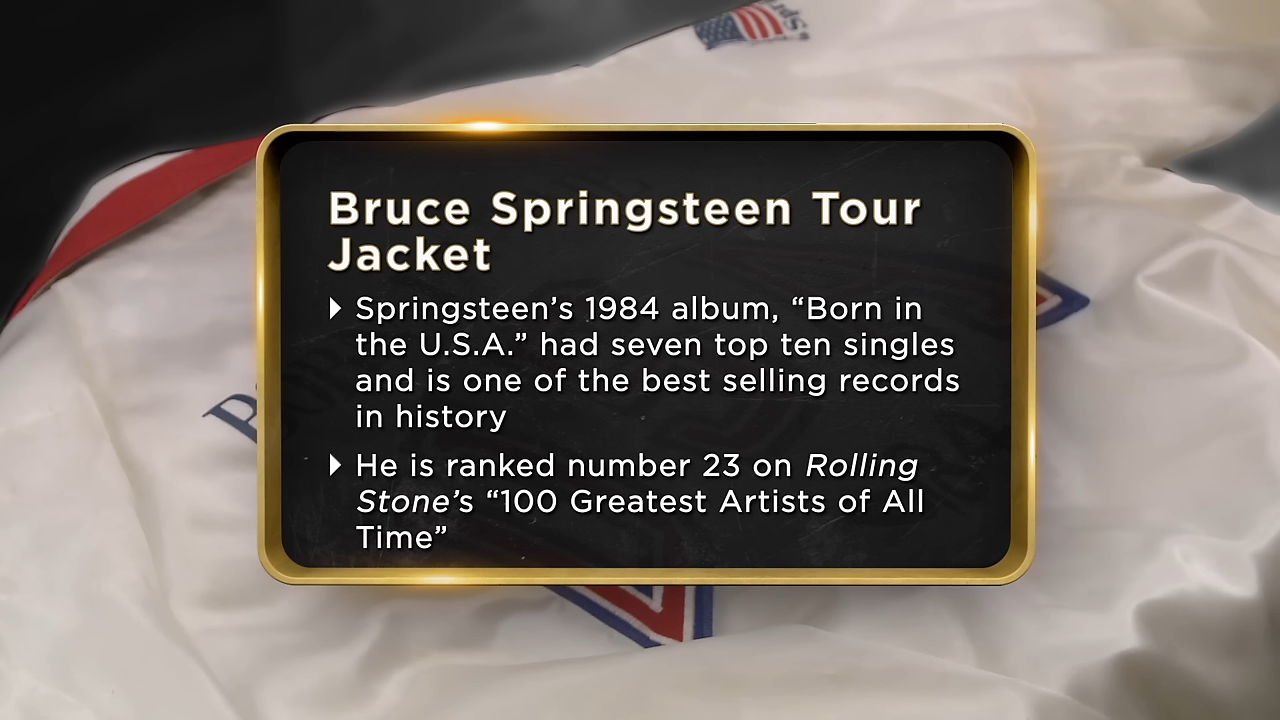 Bruce Springsteen Tour
Jacket
Springsteen’s 1984 album, “Born in
the U.S.A.” had seven top ten singles
and is one of the best selling records
in history
He is ranked number 23 on Rolling
Stone’s “100 Greatest Artists of All
Time”